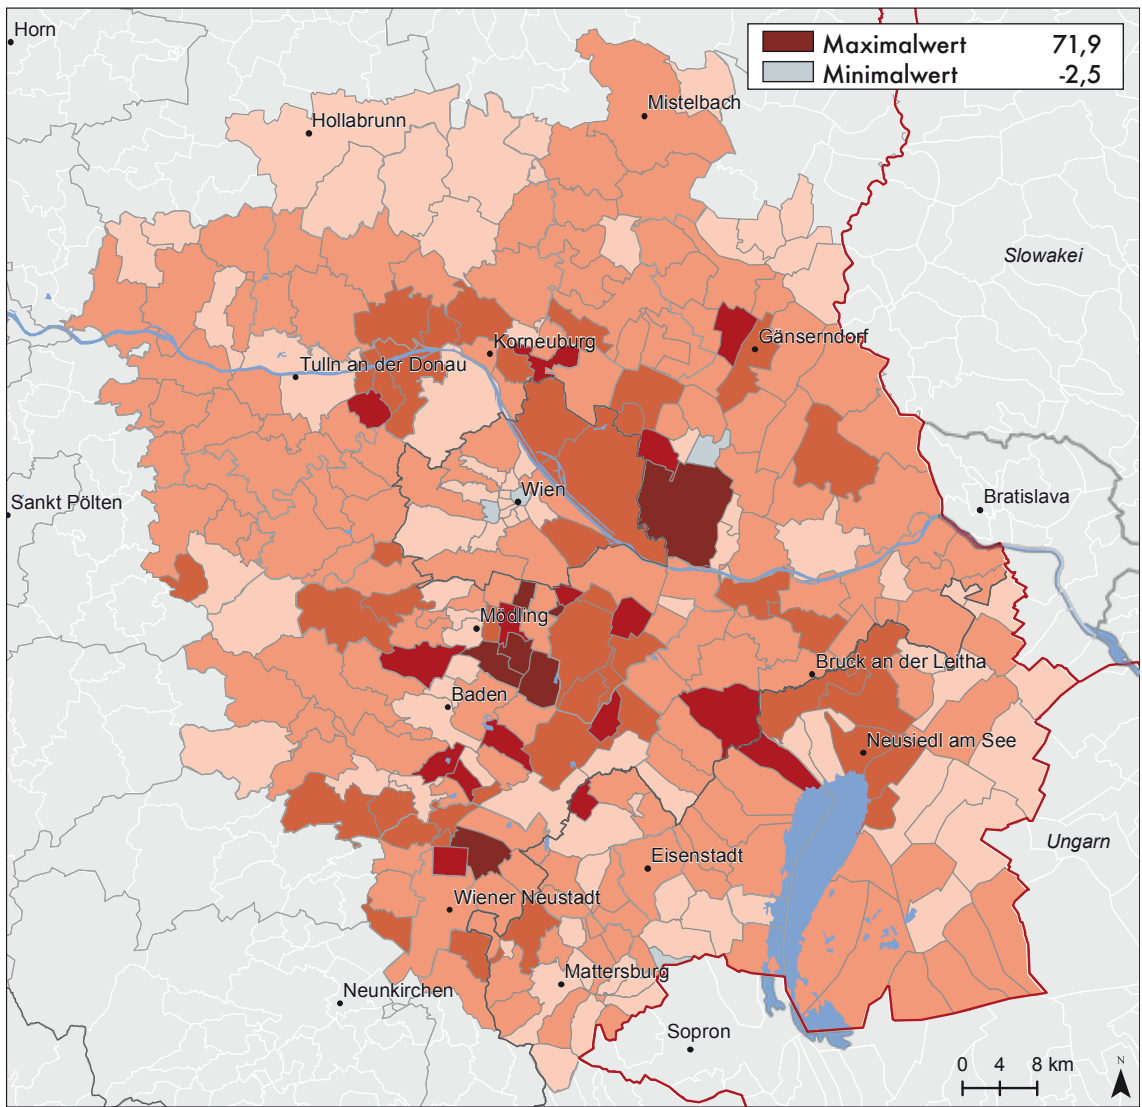 Horn
Maximalwert 71,9
Minimalwert -2,5
Mistelbach
Hollabrunn
Slowakei
Gänserndorf
Korneuburg
Tulln an der Donau
Wien
Bratislava
Sankt Pölten
Mödling
Bruck an der Leitha
Baden
Neusiedl am See
Ungarn
Eisenstadt
Wiener Neustadt
Mattersburg
Neunkirchen
Sopron
0 4 8 km
N